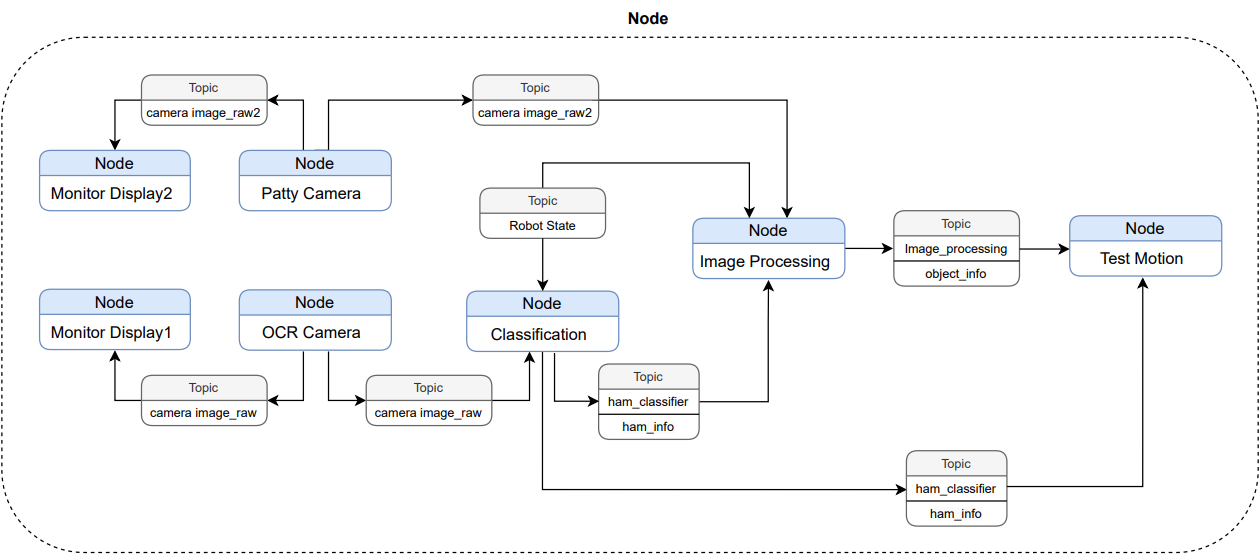 Node
Topic
camera image_raw2
Topic
camera image_raw2
Node
Monitor Display2
Node
Patty Camera
Topic
Robot State
Node
Image Processing
Topic
Image_processing
object_info
Node
Test Motion
Node
Monitor Display1
Node
OCR Camera
Node
Classification
Topic
camera image_raw
Topic
camera image_raw
Topic
ham_classifier
ham_info
Topic
ham_classifier
ham_info